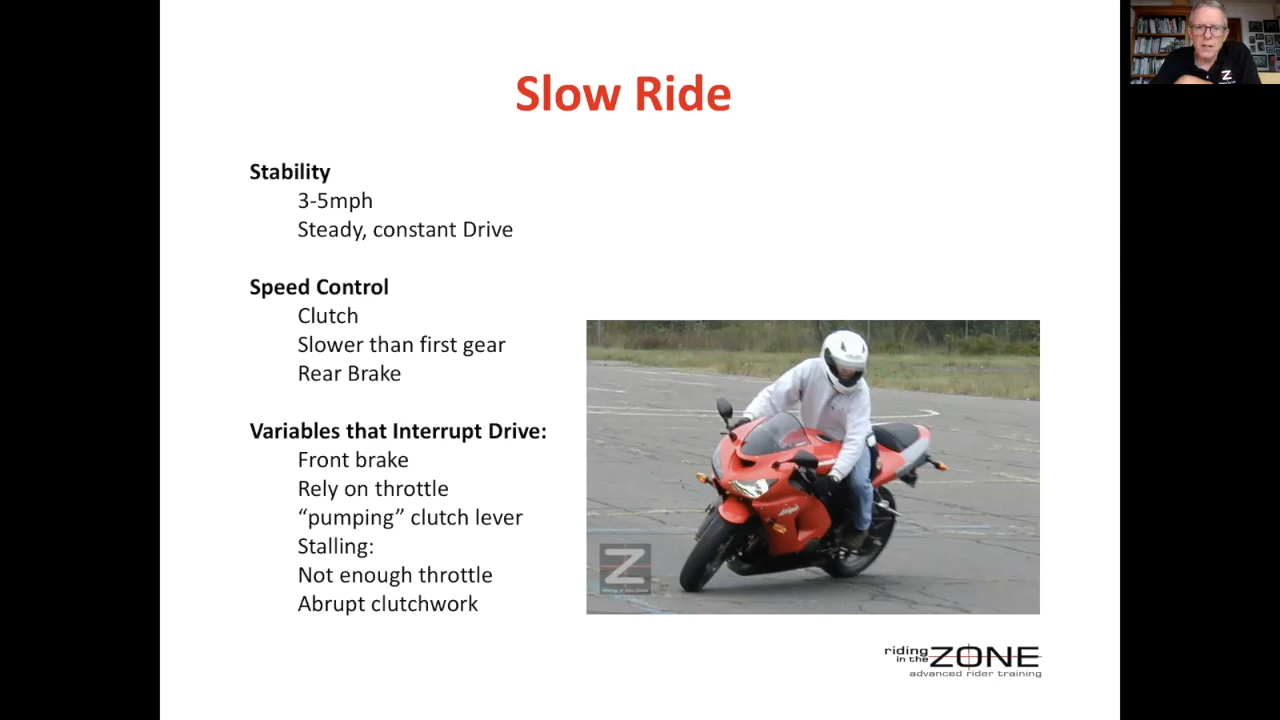 Slow Ride
Stability
3-5mph
Steady, constant Drive
Speed Control
Clutch
Slower than first gear
Rear Brake
Variables that Interrupt Drive:
Front brake
Rely on throttle
“pumping” clutch lever
Stalling:
Not enough throttle
Abrupt clutchwork
Z
riding in the ZONE
advanced rider training